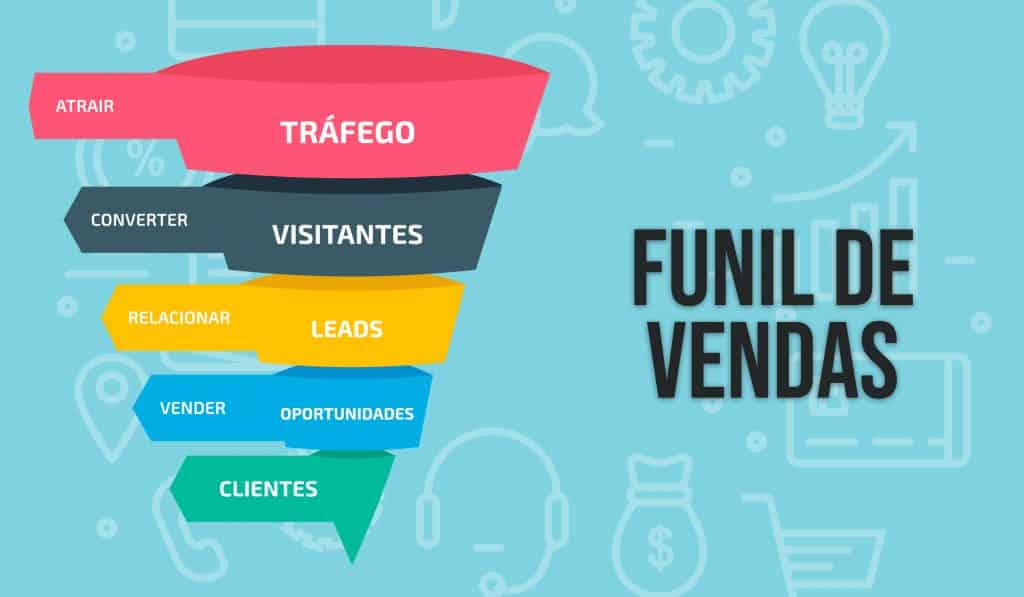 ATRAIR
TRÁFEGO
CONVERTER
VISITANTES
RELACIONAR
LEADS
VENDER
OPORTUNIDADES
CLIENTES
FUNIL DE
VENDAS
%
$